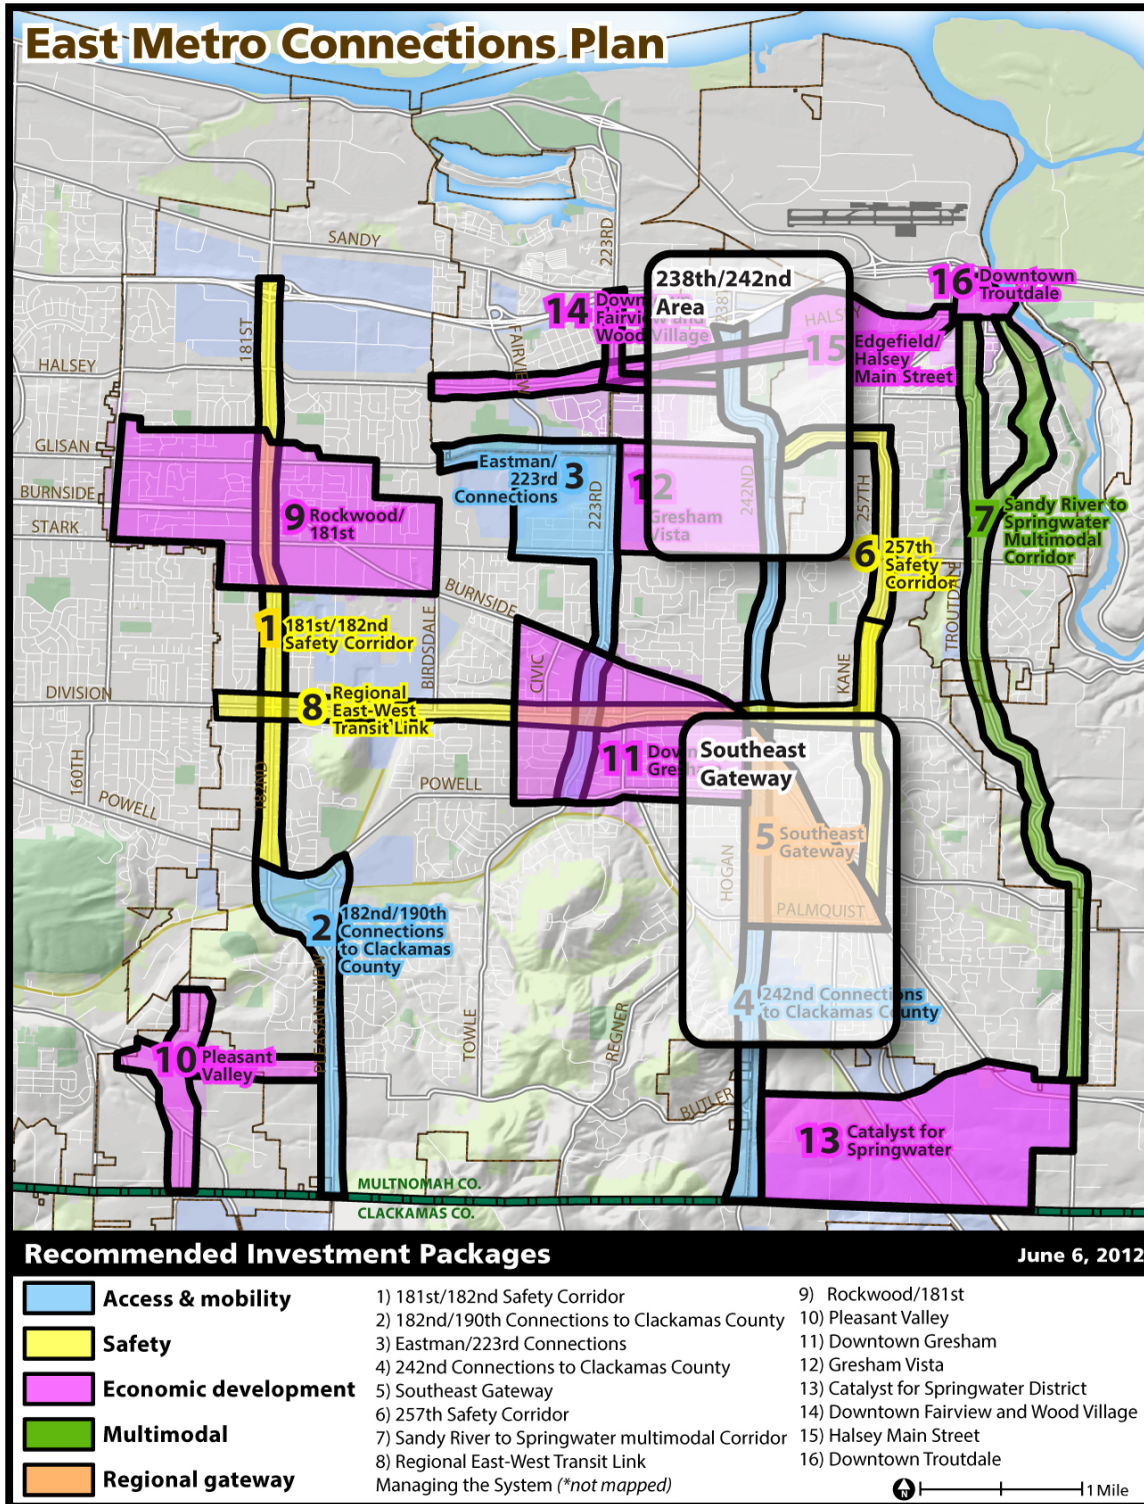 East Metro Connections Plan
SANDY
223RD
238TH
238th/242nd
Area
16 Downtown
Troutdale
14 Downtown
Fairview and
Wood Village
HALSEY
15 Edgefield/
Halsey
Main Street
181ST
FAIRVIEW
HALSEY
GLISAN
BURNSIDE
STARK
Eastman/
223rd
Connections
3
223RD
12
Gresham
Vista
242ND
257TH
9 Rockwood/
181st
7 Sandy River to
Springwater
Multimodal
Corridor
6 257th
Safety
Corridor
TROUTDALE
BURNSIDE
1 181st/182nd
Safety Corridor
BIRDSDALE
CIVIC
KANE
DIVISION
8 Regional
East-West
Transit Link
11 Downtown
Gresham
Southeast
Gateway
160TH
POWELL
182ND
POWELL
5 Southeast
Gateway
HOGAN
PALMQUIST
2 182nd/190th
Connections
to Clackamas
County
PLEASANT VIEW
TOWLE
REGNER
4 242nd Connections
to Clackamas County
10 Pleasant
Valley
BUTLER
13 Catalyst for
Springwater
MULTNOMAH CO.
CLACKAMAS CO.
Recommended Investment Packages
June 6, 2012
Access & mobility
Safety
Economic development
Multimodal
Regional gateway
1) 181st/182nd Safety Corridor
2) 182nd/190th Connections to Clackamas County
3) Eastman/223rd Connections
4) 242nd Connections to Clackamas County
5) Southeast Gateway
6) 257th Safety Corridor
7) Sandy River to Springwater multimodal Corridor
8) Regional East-West Transit Link
Managing the System (*not mapped)
9) Rockwood/181st
10) Pleasant Valley
11) Downtown Gresham
12) Gresham Vista
13) Catalyst for Springwater District
14) Downtown Fairview and Wood Village
15) Halsey Main Street
16) Downtown Troutdale
N
1 Mile